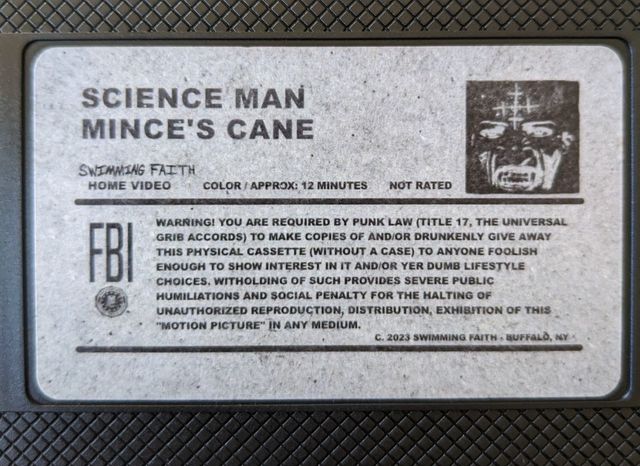 SCIENCE MAN
MINCE'S CANE
SWIMMING FAITH
HOME VIDEO COLOR / APPROX: 12 MINUTES NOT RATED
FBI
WARNING! YOU ARE REQUIRED BY PUNK LAW (TITLE 17, THE UNIVERSAL
GRIB ACCORDS) TO MAKE COPIES OF AND/OR DRUNKENLY GIVE AWAY
THIS PHYSICAL CASSETTE (WITHOUT A CASE) TO ANYONE FOOLISH
ENOUGH TO SHOW INTEREST IN IT AND/OR YER DUMB LIFESTYLE
CHOICES. WITHOLDING OF SUCH PROVIDES SEVERE PUBLIC
HUMILIATIONS AND SOCIAL PENALTY FOR THE HALTING OF
UNAUTHORIZED REPRODUCTION, DISTRIBUTION, EXHIBITION OF THIS
"MOTION PICTURE" IN ANY MEDIUM.
C. 2023 SWIMMING FAITH - BUFFALO, NY